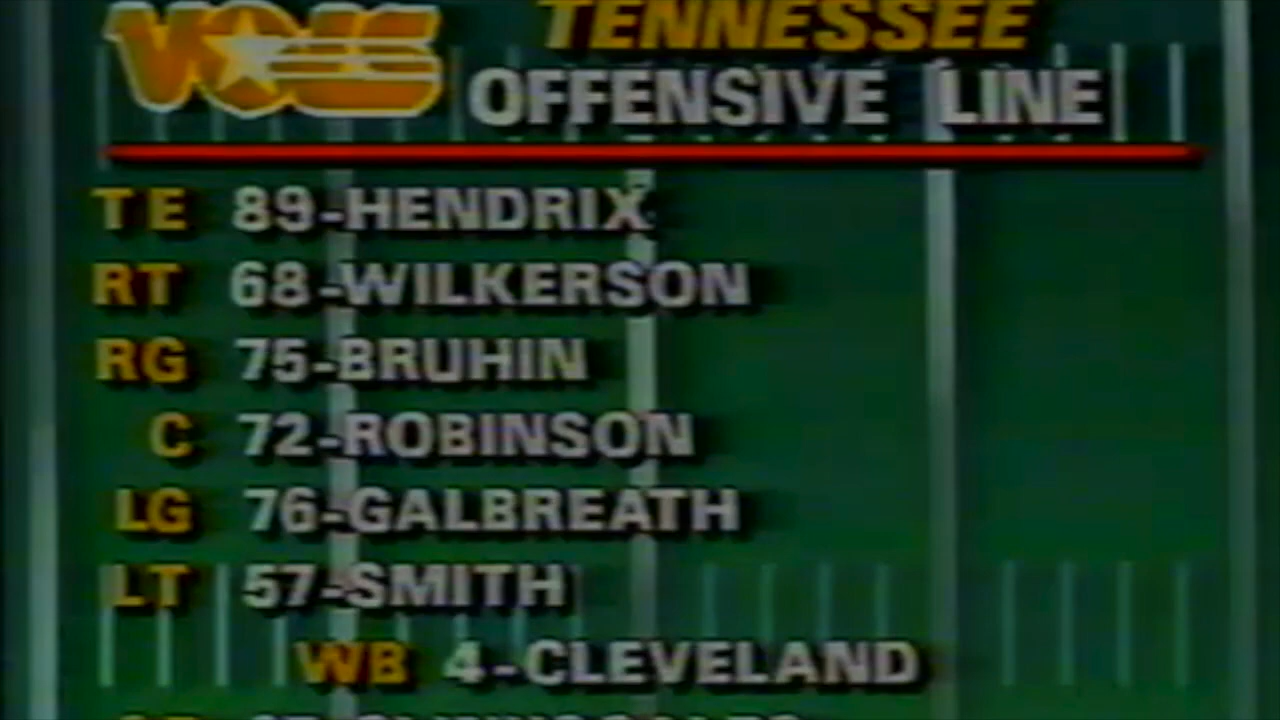 VOLS
TENNESSEE
OFFENSIVE LINE
TE 89-HENDRIX
RT 68-WILKERSON
RG 75-BRUHIN
C 72-ROBINSON
LG 76-GALBREATH
LT 57-SMITH
WB 4-CLEVELAND